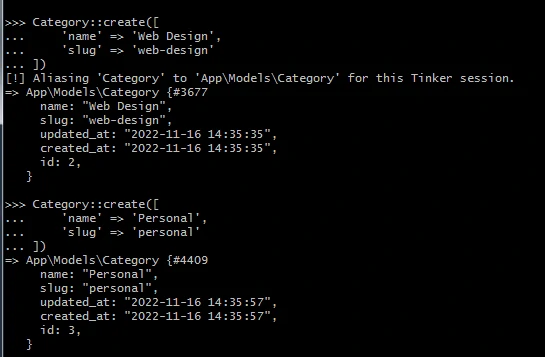 >>> Category::create([
...     'name' => 'Web Design',
...     'slug' => 'web-design'
... ])
[!] Aliasing 'Category' to 'App\Models\Category' for this Tinker session.
=> App\Models\Category {#3677
     name: "Web Design",
     slug: "web-design",
     updated_at: "2022-11-16 14:35:35",
     created_at: "2022-11-16 14:35:35",
     id: 2,
   }
>>> Category::create([
...     'name' => 'Personal',
...     'slug' => 'personal'
... ])
=> App\Models\Category {#4409
     name: "Personal",
     slug: "personal",
     updated_at: "2022-11-16 14:35:57",
     created_at: "2022-11-16 14:35:57",
     id: 3,
   }